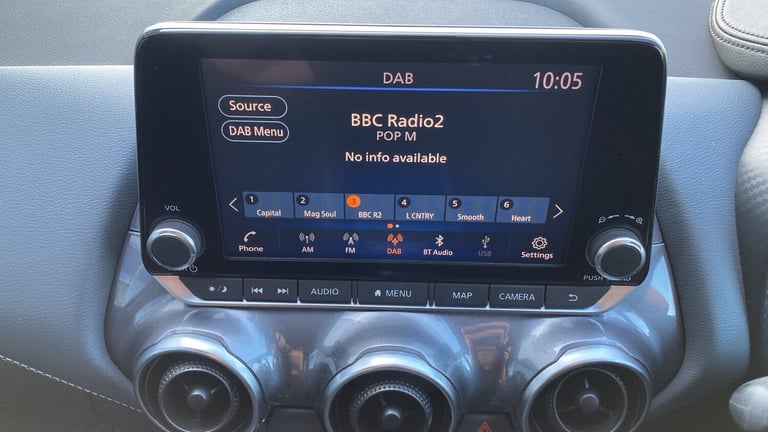 DAB 10:05
Source
DAB Menu
BBC Radio2
POP M
No info available
1 2 3 4 5 6
Capital Mag Soul BBC R2 L CNTRY Smooth Heart
Phone AM FM DAB BT Audio USB Settings
VOL
PUSH SOUND
AUDIO MENU MAP CAMERA